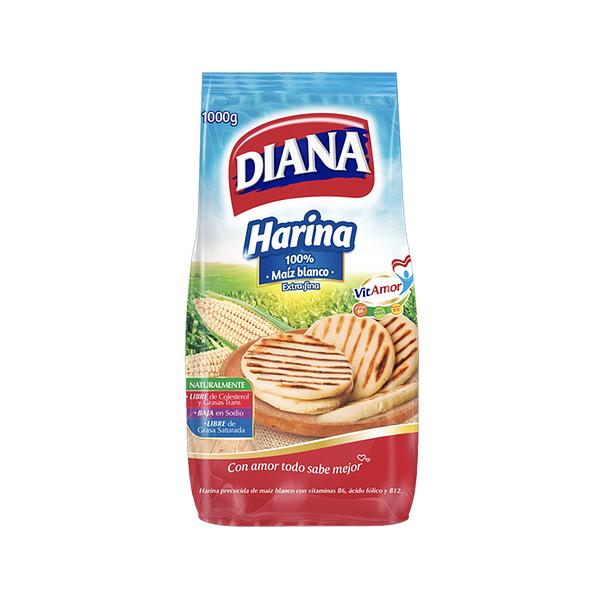 1000g
DIANA
Harina
100%
• Maíz blanco •
Extra fina
VitAmor
NATURALMENTE
• LIBRE de Colesterol
y Grasas Trans
• BAJA en Sodio
• LIBRE de
Grasa Saturada
Con amor todo sabe mejor
Harina precocida de maíz blanco con vitaminas B6, ácido fólico y B12.